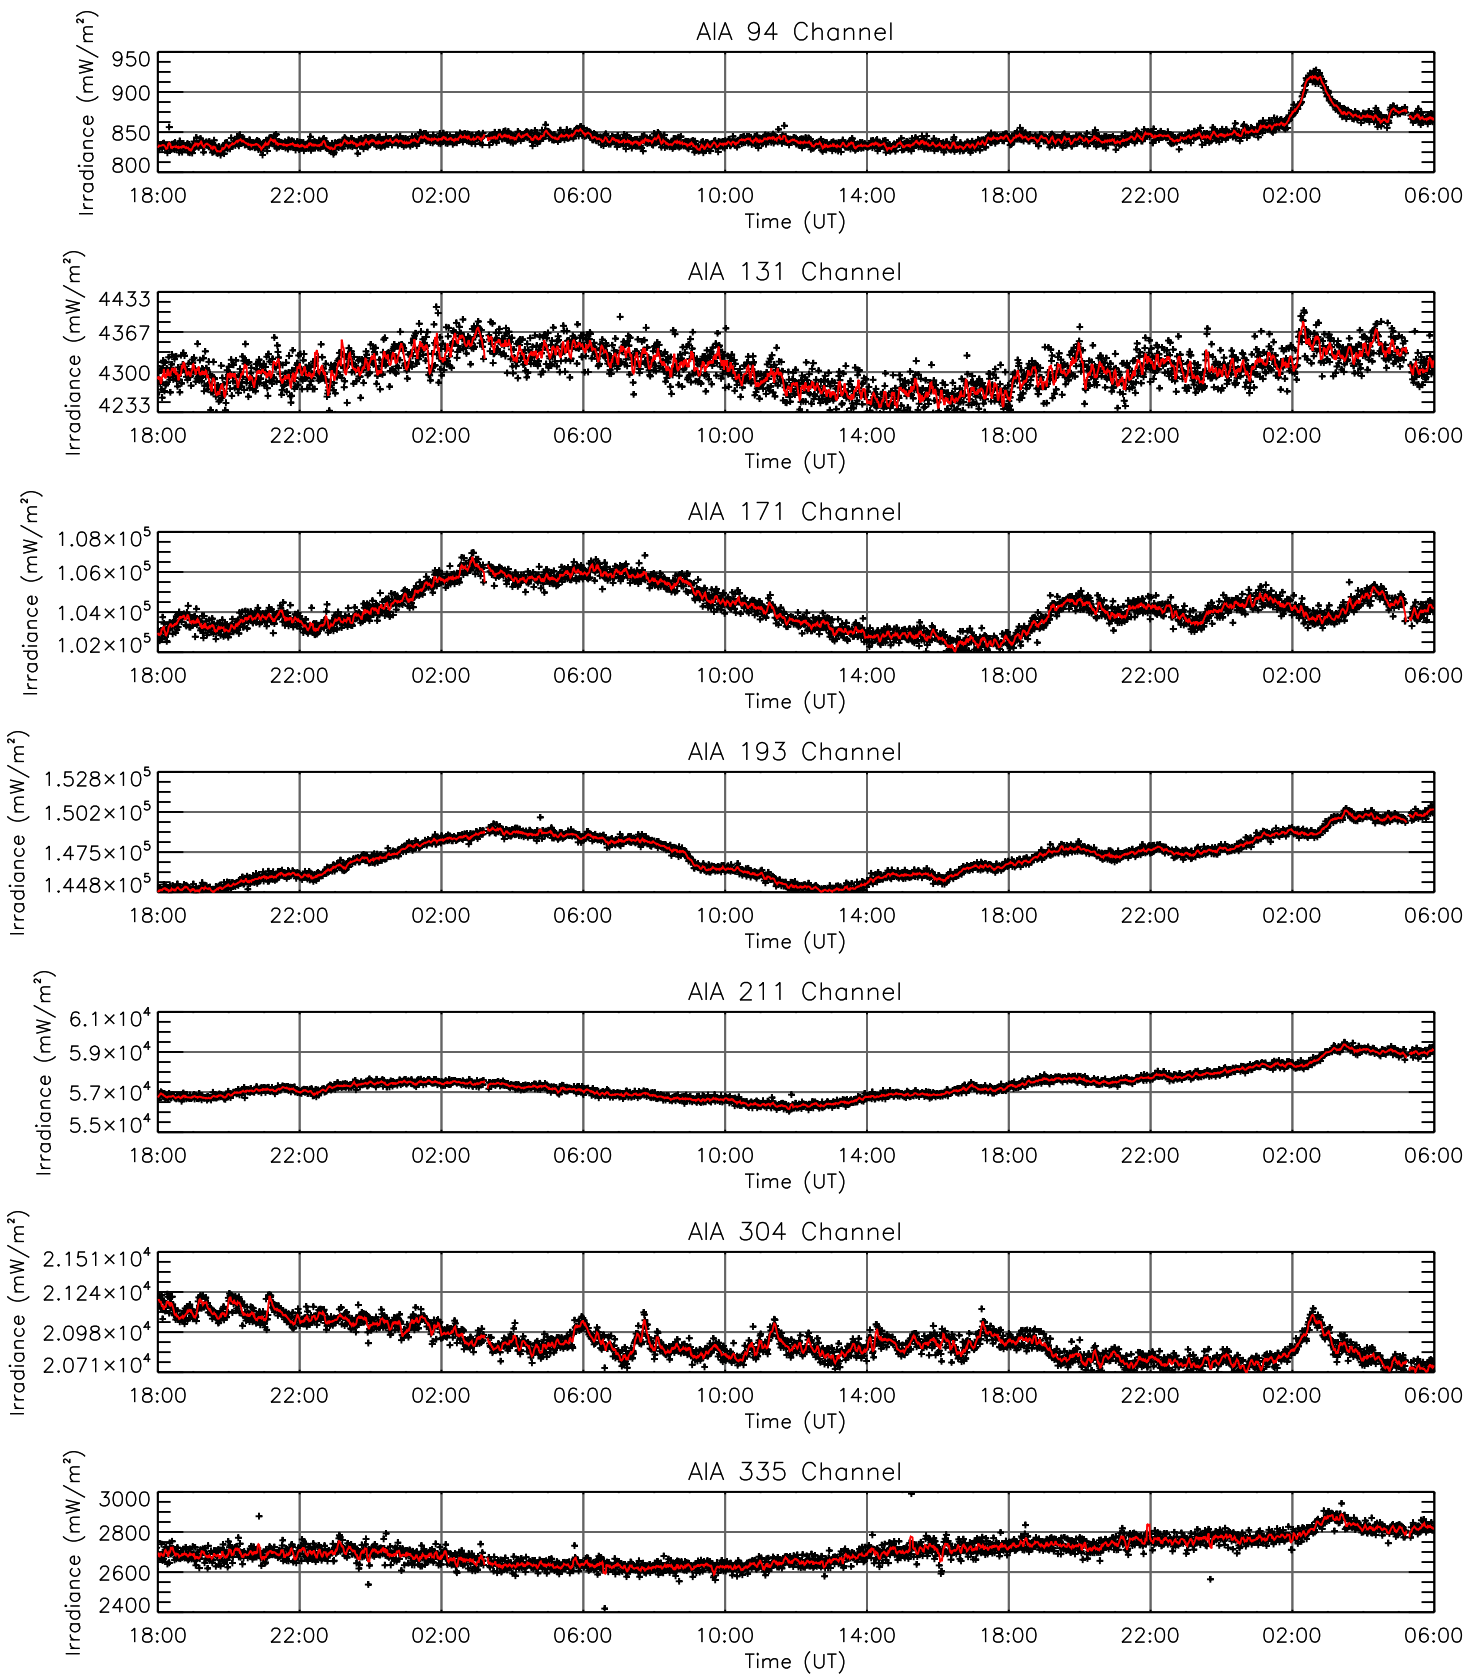 AIA 94 Channel
Irradiance (mW/m²)
950
900
850
800
18:00 22:00 02:00 06:00 10:00 14:00 18:00 22:00 02:00 06:00
Time (UT)
AIA 131 Channel
Irradiance (mW/m²)
4433
4367
4300
4233
18:00 22:00 02:00 06:00 10:00 14:00 18:00 22:00 02:00 06:00
Time (UT)
AIA 171 Channel
Irradiance (mW/m²)
1.08×10⁵
1.06×10⁵
1.04×10⁵
1.02×10⁵
18:00 22:00 02:00 06:00 10:00 14:00 18:00 22:00 02:00 06:00
Time (UT)
AIA 193 Channel
Irradiance (mW/m²)
1.528×10⁵
1.502×10⁵
1.475×10⁵
1.448×10⁵
18:00 22:00 02:00 06:00 10:00 14:00 18:00 22:00 02:00 06:00
Time (UT)
AIA 211 Channel
Irradiance (mW/m²)
6.1×10⁴
5.9×10⁴
5.7×10⁴
5.5×10⁴
18:00 22:00 02:00 06:00 10:00 14:00 18:00 22:00 02:00 06:00
Time (UT)
AIA 304 Channel
Irradiance (mW/m²)
2.151×10⁴
2.124×10⁴
2.098×10⁴
2.071×10⁴
18:00 22:00 02:00 06:00 10:00 14:00 18:00 22:00 02:00 06:00
Time (UT)
AIA 335 Channel
Irradiance (mW/m²)
3000
2800
2600
2400
18:00 22:00 02:00 06:00 10:00 14:00 18:00 22:00 02:00 06:00
Time (UT)